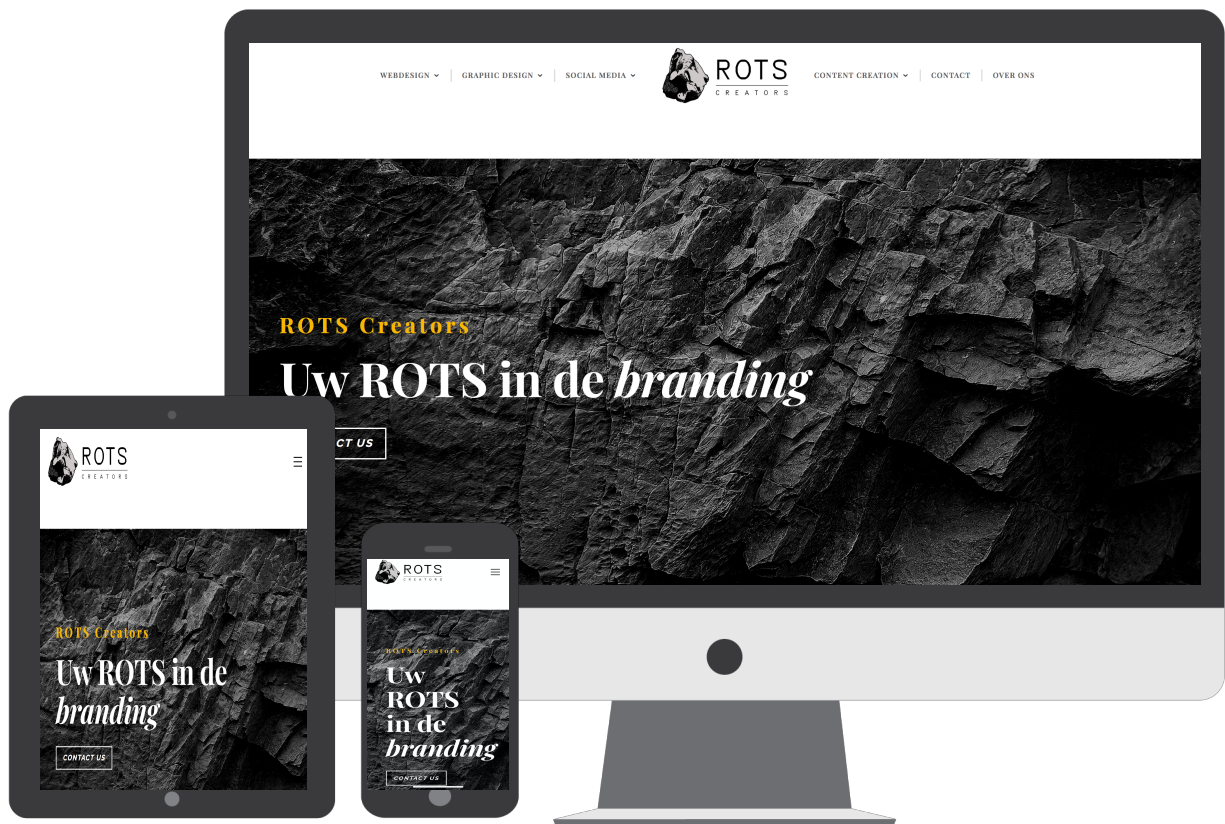 WEBDESIGN
GRAPHIC DESIGN
SOCIAL MEDIA
ROTS
CREATORS
CONTENT CREATION
CONTACT
OVER ONS
ROTS Creators
Uw ROTS in de branding
CT US
ROTS
CREATORS
ROTS Creators
Uw ROTS in de
branding
CONTACT US
ROTS
CREATORS
ROTS Creators
Uw
ROTS
in de
branding
CONTACT US